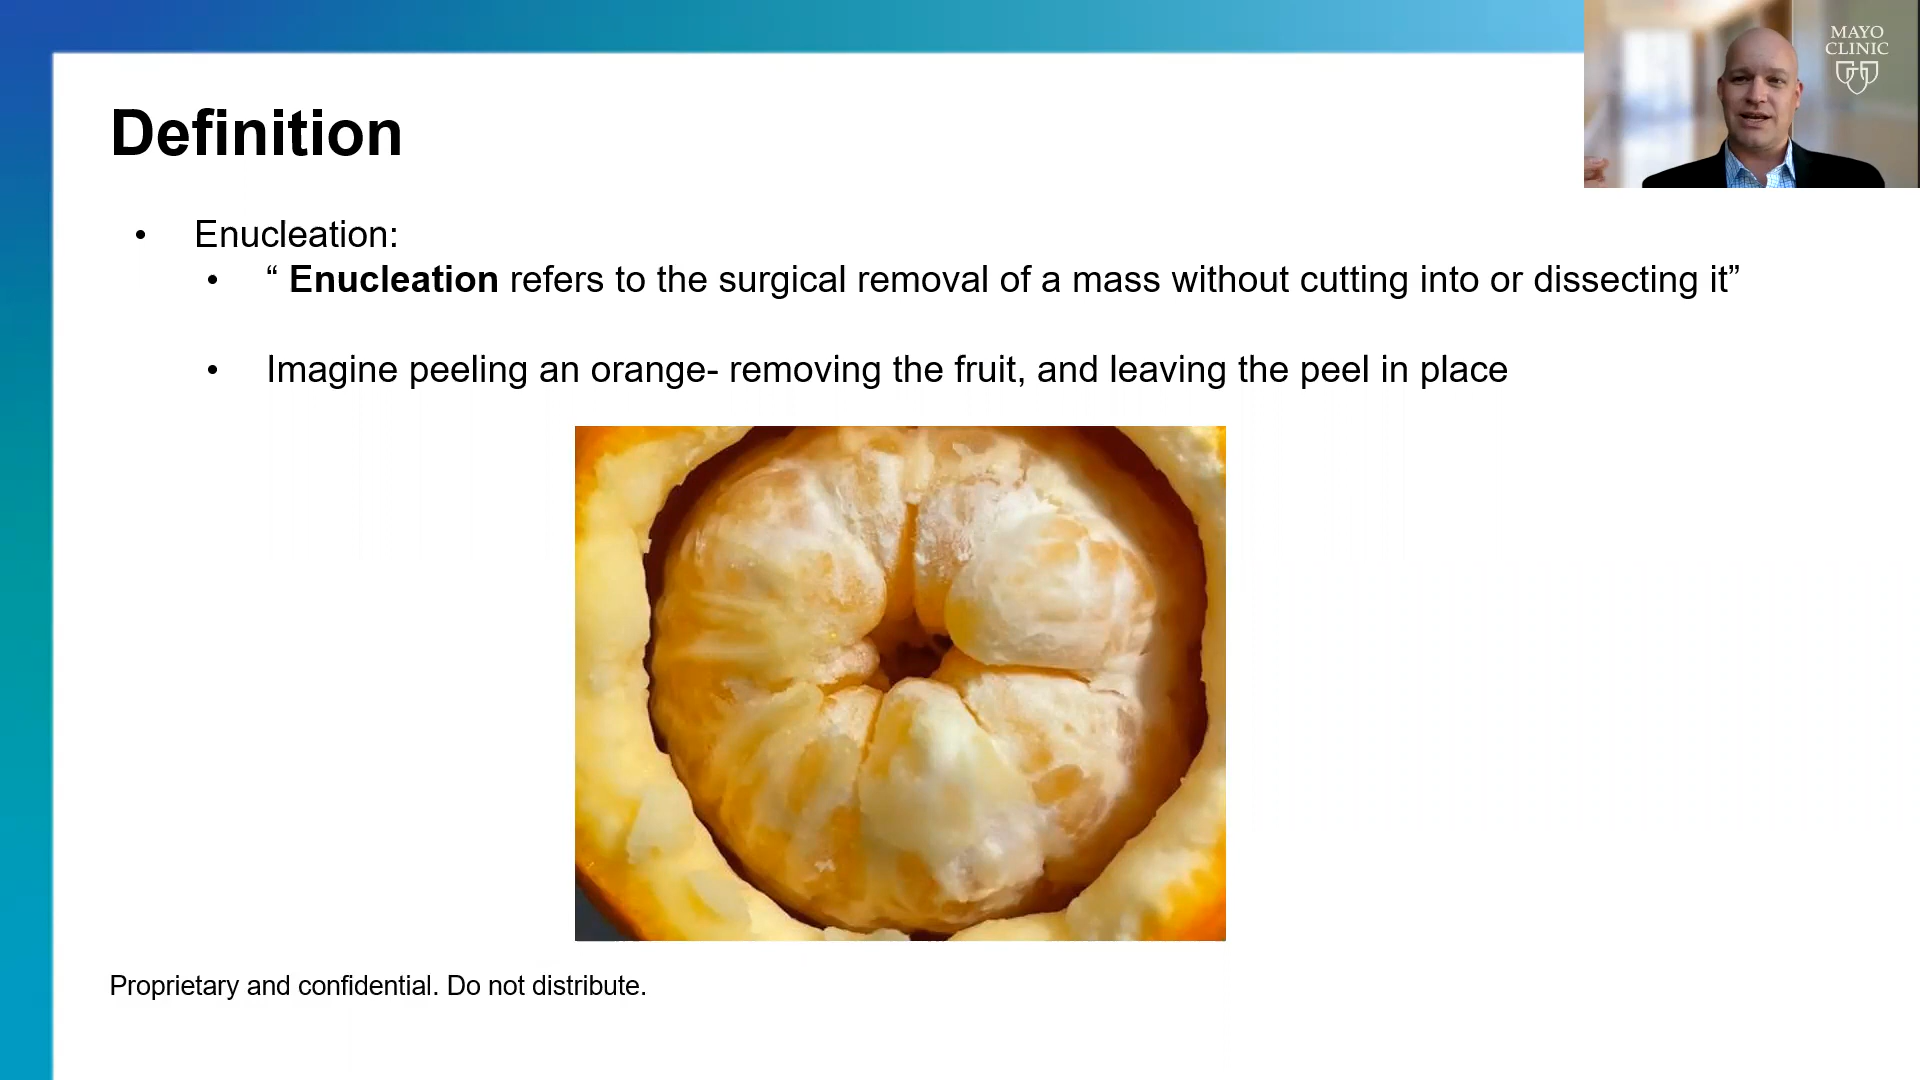 MAYO
CLINIC
Definition
• Enucleation:
• “ Enucleation refers to the surgical removal of a mass without cutting into or dissecting it”
• Imagine peeling an orange- removing the fruit, and leaving the peel in place
Proprietary and confidential. Do not distribute.